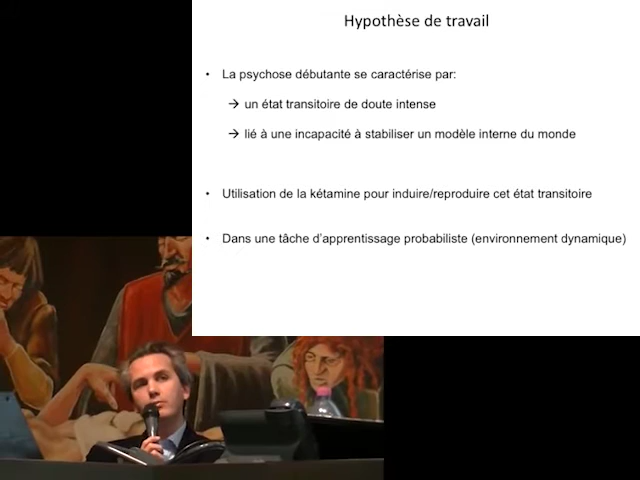 Hypothèse de travail
• La psychose débutante se caractérise par:
→ un état transitoire de doute intense
→ lié à une incapacité à stabiliser un modèle interne du monde
• Utilisation de la kétamine pour induire/reproduire cet état transitoire
• Dans une tâche d'apprentissage probabiliste (environnement dynamique)